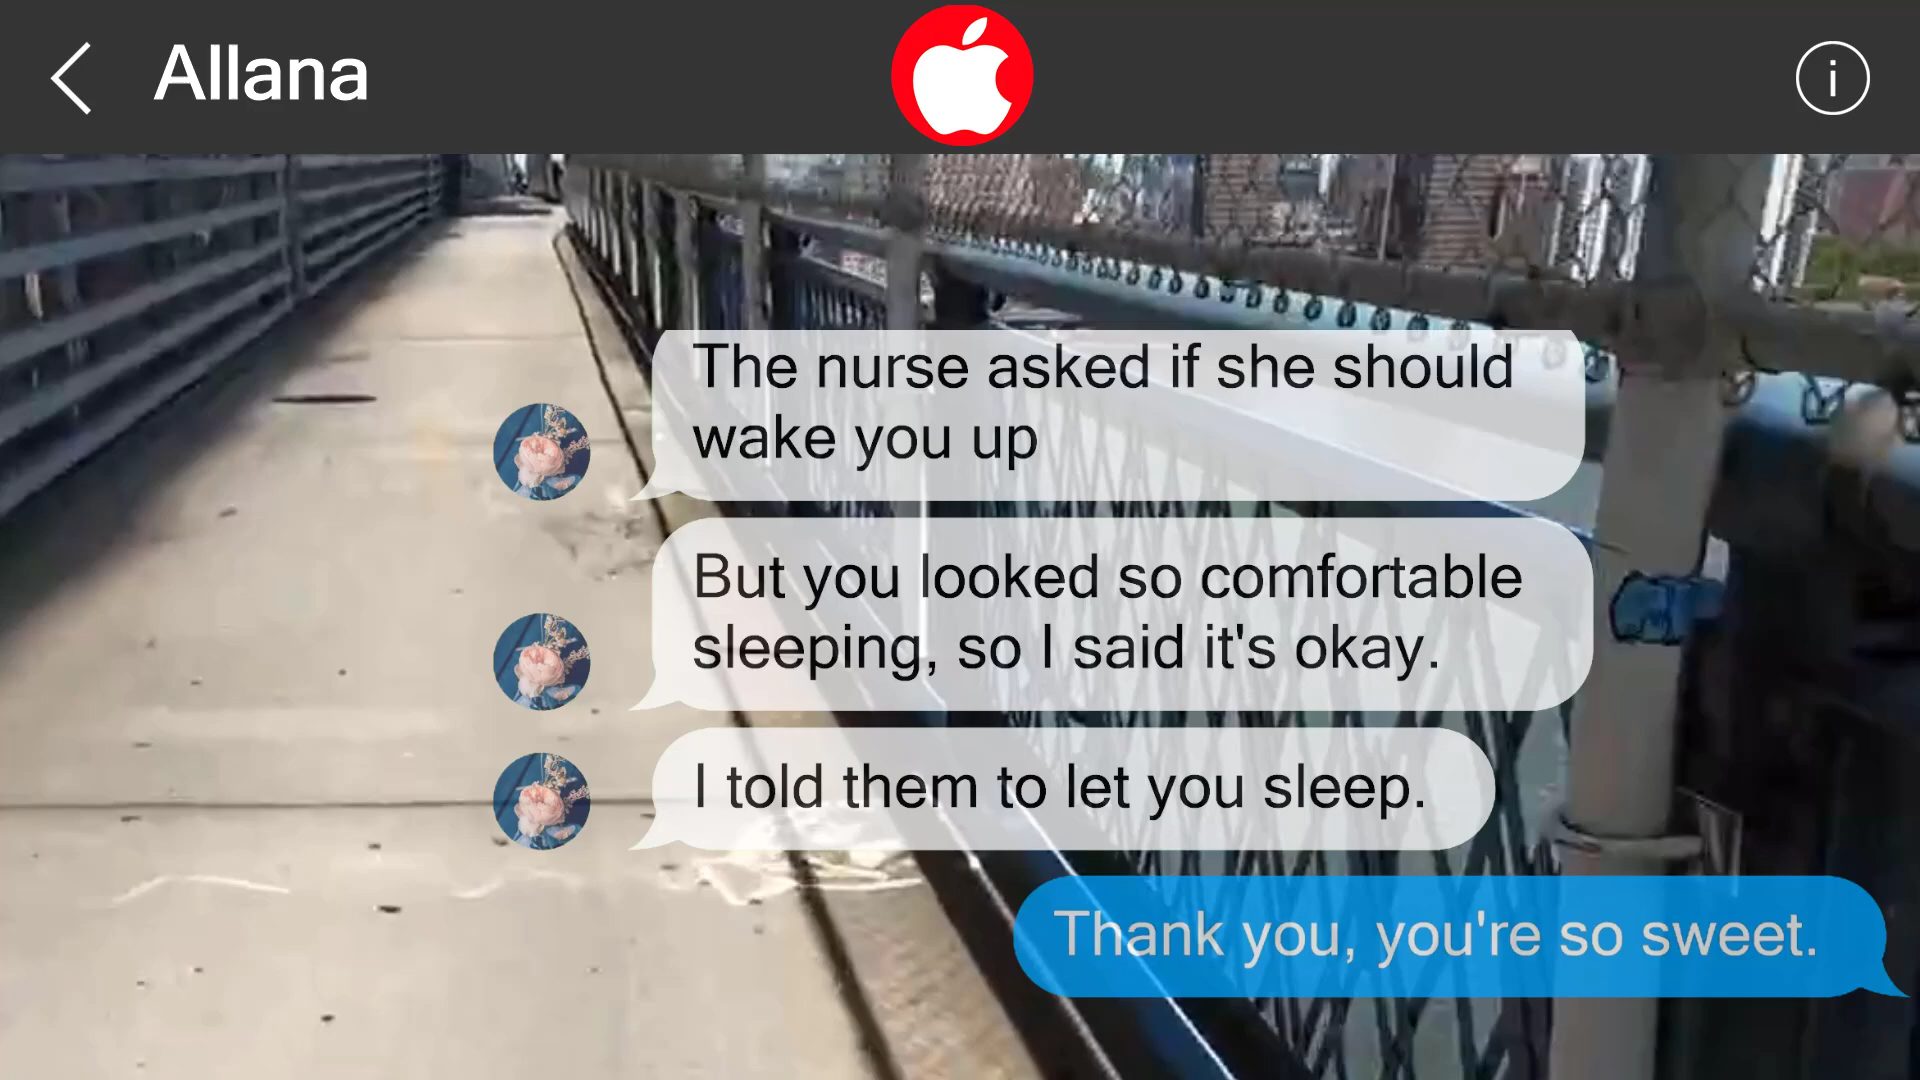 Allana
The nurse asked if she should
wake you up
But you looked so comfortable
sleeping, so I said it's okay.
I told them to let you sleep.
Thank you, you're so sweet.